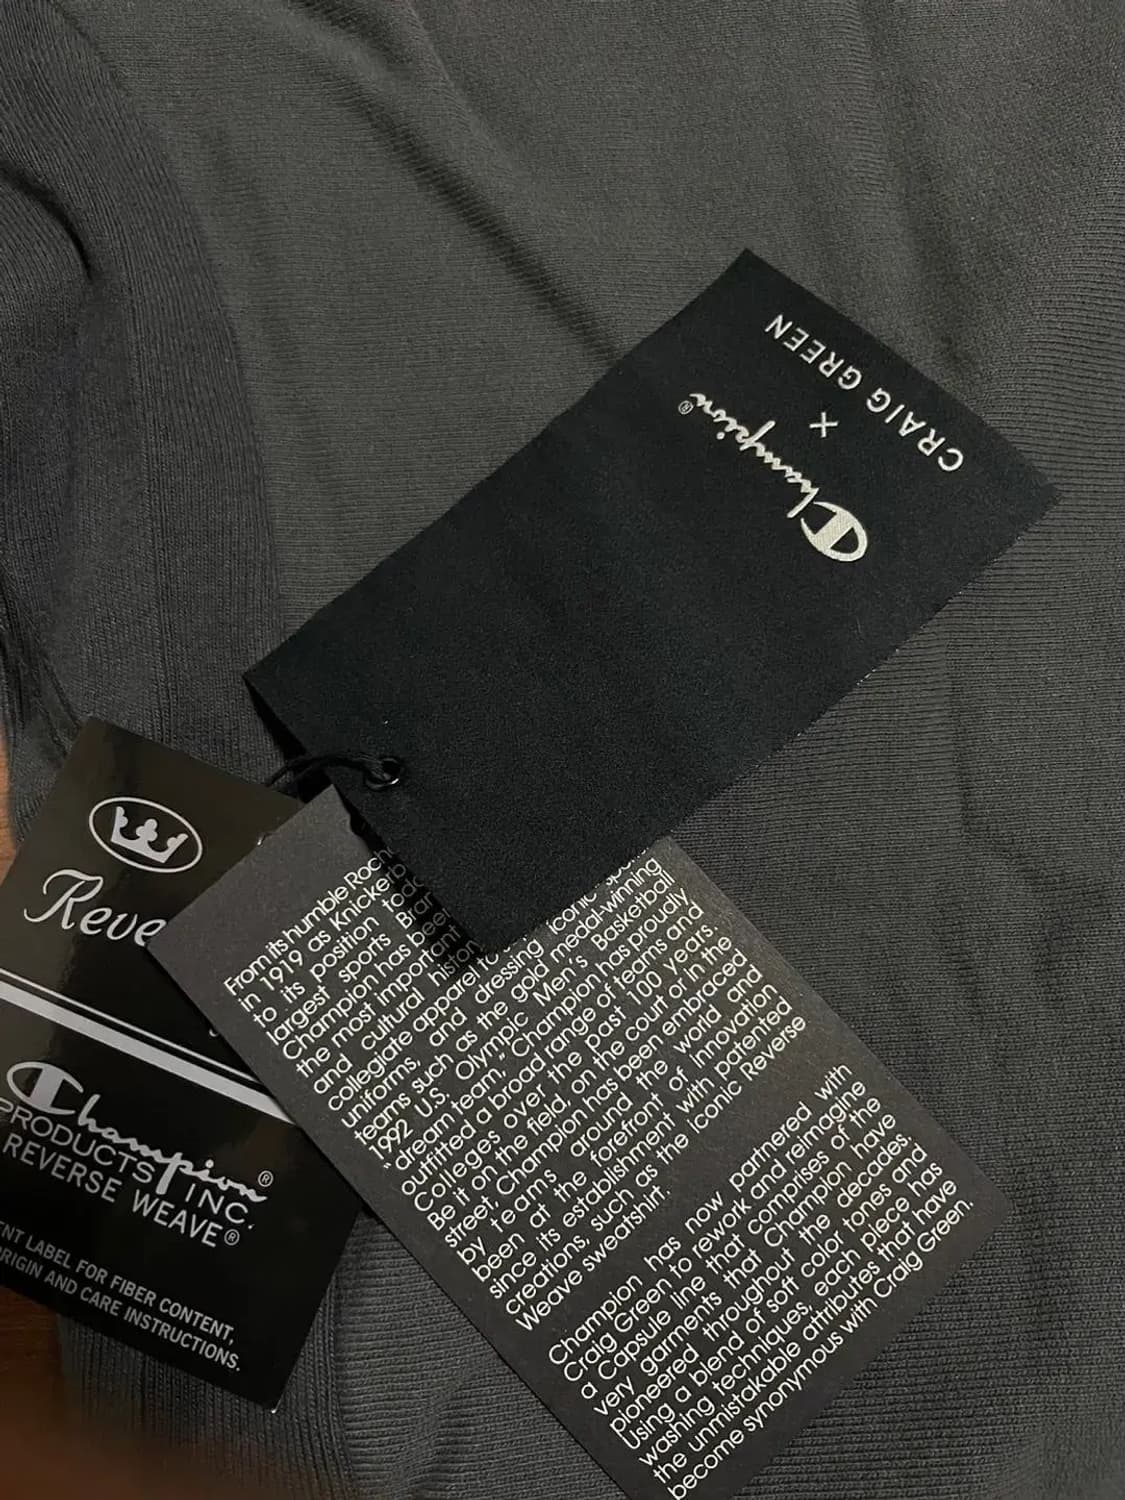 CRAIG GREEN
X
Champion®
From its humble
in 1919 as
to its position
largest sports
Champion has been
the most important
and cultural
collegiate apparel to
uniforms, and dressing iconic
teams such as the gold medal-winning
1992 U.S. Olympic Men's Basketball
"dream team," Champion has proudly
outfitted a broad range of teams and
Colleges over the past 100 years.
Be it on the field, on the court or in the
street, Champion has been embraced
by teams around the world and
been at the forefront of innovation
since its establishment with patented
creations, such as the iconic Reverse
Weave sweatshirt.
Champion has now partnered with
Craig Green to rework and reimagine
a Capsule line that comprises of the
very garments that Champion have
pioneered throughout the decades.
Using a blend of soft color tones and
washing techniques, each piece has
the unmistakable attributes that have
become synonymous with Craig Green.
Champion®
PRODUCTS INC.
REVERSE WEAVE®
LABEL FOR FIBER CONTENT,
AND CARE INSTRUCTIONS.